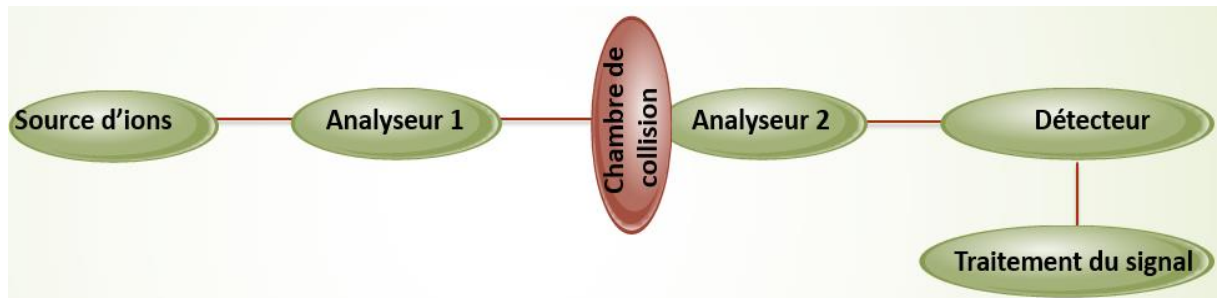 Source d'ions
Analyseur 1
Chambre de
collision
Analyseur 2
Détecteur
Traitement du signal